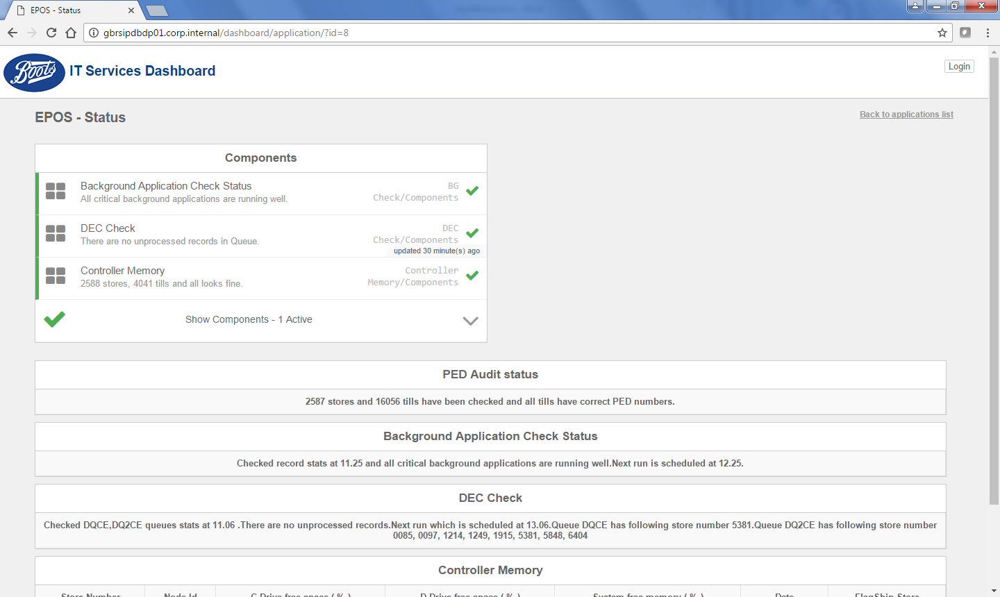 EPOS - Status
gbrsipdbdp01.corp.internal/dashboard/application/?id=8
Boots
IT Services Dashboard
Login
EPOS - Status
Back to applications list
Components
Background Application Check Status
All critical background applications are running well.
BG
Check/Components
DEC Check
There are no unprocessed records in Queue.
DEC
Check/Components
updated 30 minute(s) ago
Controller Memory
2588 stores, 4041 tills and all looks fine.
Controller
Memory/Components
Show Components - 1 Active
PED Audit status
2587 stores and 16056 tills have been checked and all tills have correct PED numbers.
Background Application Check Status
Checked record stats at 11.25 and all critical background applications are running well.Next run is scheduled at 12.25.
DEC Check
Checked DQCE,DQ2CE queues stats at 11.06 .There are no unprocessed records.Next run which is scheduled at 13.06.Queue DQCE has following store number 5381.Queue DQ2CE has following store number
0085, 0097, 1214, 1249, 1915, 5381, 5848, 6404
Controller Memory
Store Number Node Id C Drive free space ( % ) D Drive free space ( % ) System free memory ( % ) Date FlagShip Store